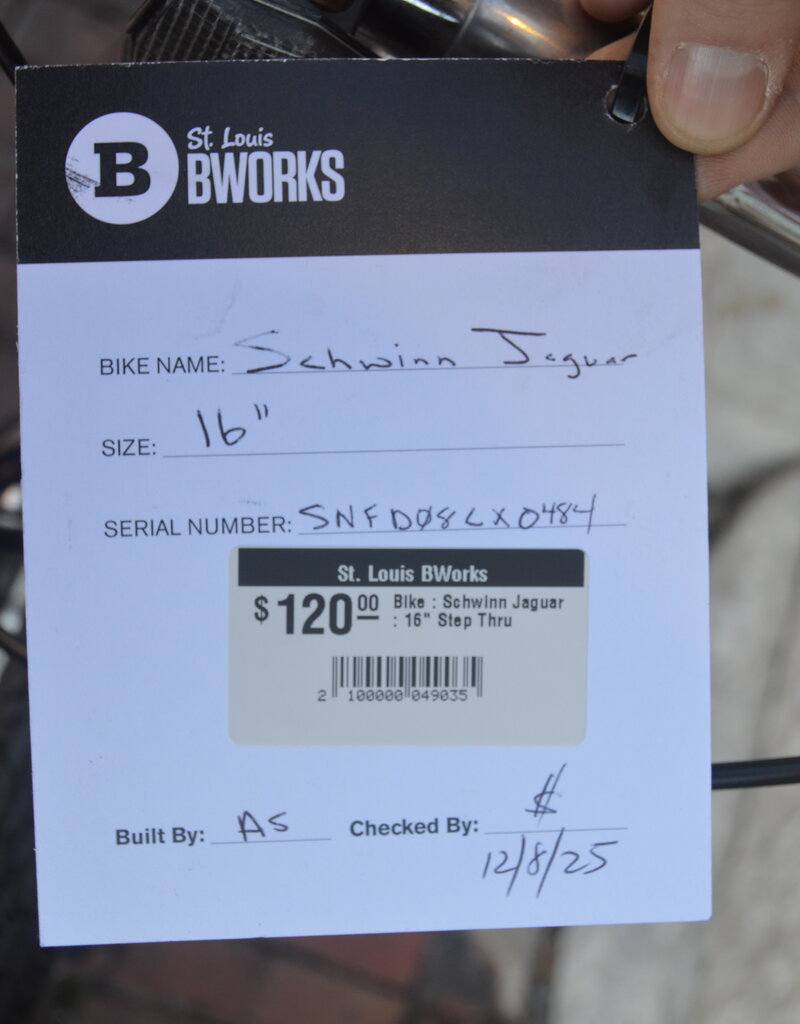 B
St. Louis
BWORKS
BIKE NAME: Schwinn Jaguar
SIZE: 16"
SERIAL NUMBER: SNFD08LX0484
St. Louis BWorks
$120.00 Bike : Schwinn Jaguar
: 16" Step Thru
2 100000 049035
Built By: AS Checked By: $
12/8/25